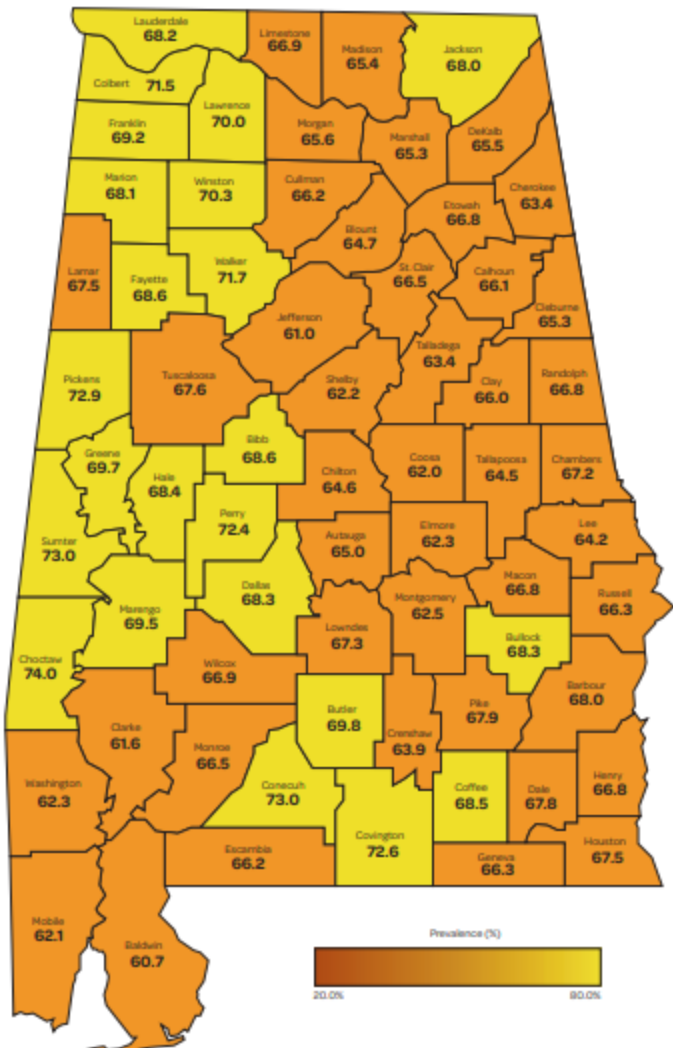 Lauderdale
68.2
Limestone
66.9
Madison
65.4
Jackson
68.0
Colbert 71.5
Lawrence
70.0
Franklin
69.2
Morgan
65.6
Marshall
65.3
DeKalb
65.5
Marion
68.1
Winston
70.3
Cullman
66.2
Cherokee
63.4
Etowah
66.8
Blount
64.7
Lamar
67.5
Fayette
68.6
Walker
71.7
St. Clair
66.5
Calhoun
66.1
Cleburne
65.3
Jefferson
61.0
Talladega
63.4
Pickens
72.9
Tuscaloosa
67.6
Shelby
62.2
Clay
66.0
Randolph
66.8
Greene
69.7
Hale
68.4
Bibb
68.6
Chilton
64.6
Coosa
62.0
Tallapoosa
64.5
Chambers
67.2
Sumter
73.0
Perry
72.4
Autauga
65.0
Elmore
62.3
Lee
64.2
Marengo
69.5
Dallas
68.3
Lowndes
67.3
Montgomery
62.5
Macon
66.8
Russell
66.3
Bullock
68.3
Choctaw
74.0
Wilcox
66.9
Clarke
61.6
Monroe
66.5
Butler
69.8
Crenshaw
63.9
Pike
67.9
Barbour
68.0
Washington
62.3
Conecuh
73.0
Covington
72.6
Coffee
68.5
Dale
67.8
Henry
66.8
Escambia
66.2
Geneva
66.3
Houston
67.5
Mobile
62.1
Baldwin
60.7
Prevalence (%)
20.0%
80.0%